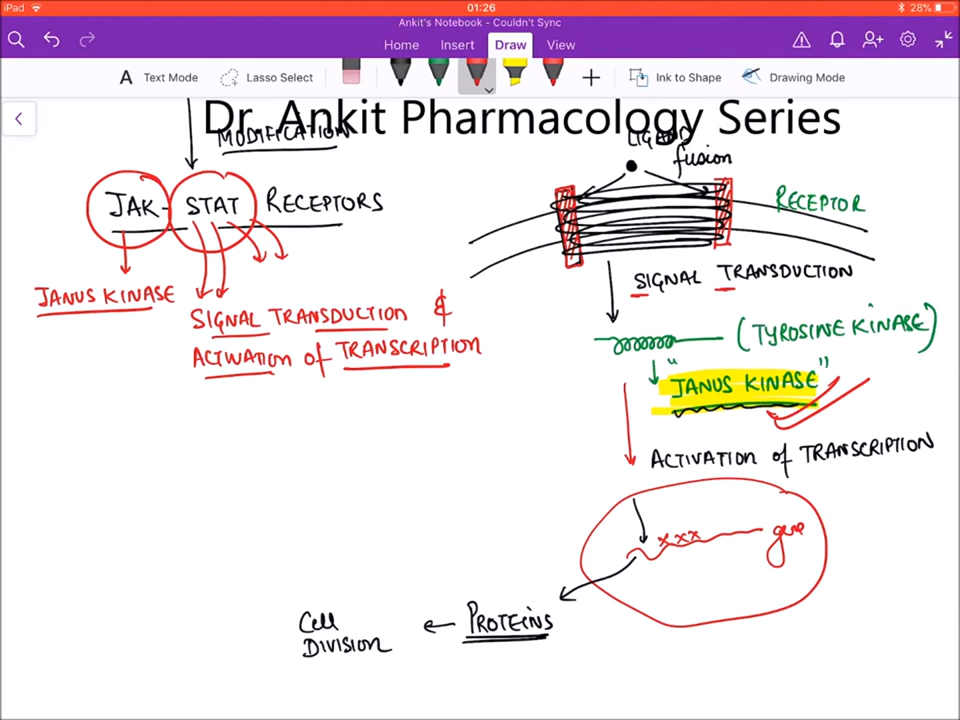 iPad
01:26
28%
Ankit's Notebook - Couldn't Sync
Home Insert Draw View
Text Mode Lasso Select Ink to Shape Drawing Mode
Dr. Ankit Pharmacology Series
MODIFICATION
LIGAND
fusion
JAK - STAT RECEPTORS
RECEPTOR
JANUS KINASE
SIGNAL TRANSDUCTION &
ACTIVATION of TRANSCRIPTION
SIGNAL TRANSDUCTION
(TYROSINE KINASE)
"JANUS KINASE"
ACTIVATION of TRANSCRIPTION
xxx gene
PROTEINS
Cell
DIVISION